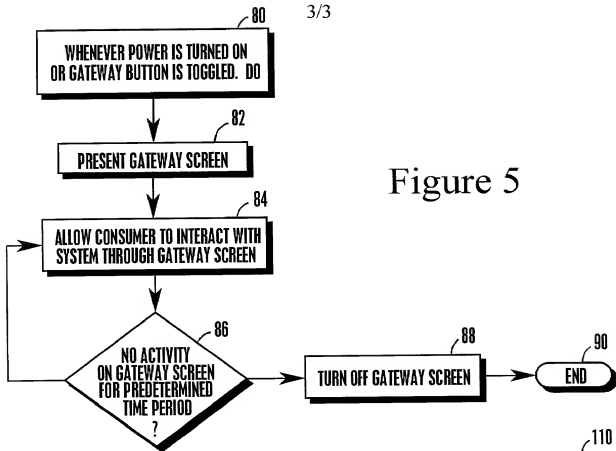 3/3
80
WHENEVER POWER IS TURNED ON
OR GATEWAY BUTTON IS TOGGLED. DO
82
PRESENT GATEWAY SCREEN
Figure 5
84
ALLOW CONSUMER TO INTERACT WITH
SYSTEM THROUGH GATEWAY SCREEN
86
NO ACTIVITY
ON GATEWAY SCREEN
FOR PREDETERMINED
TIME PERIOD
?
88
TURN OFF GATEWAY SCREEN
90
END
110